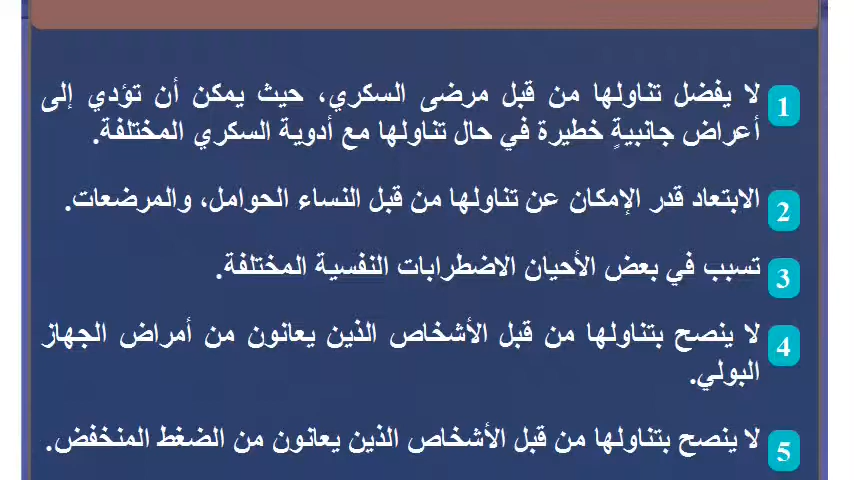 1 لا يفضل تناولها من قبل مرضى السكري، حيث يمكن أن تؤدي إلى
أعراض جانبيةٍ خطيرة في حال تناولها مع أدوية السكري المختلفة.
2 الابتعاد قدر الإمكان عن تناولها من قبل النساء الحوامل، والمرضعات.
3 تسبب في بعض الأحيان الاضطرابات النفسية المختلفة.
4 لا ينصح بتناولها من قبل الأشخاص الذين يعانون من أمراض الجهاز
البولي.
5 لا ينصح بتناولها من قبل الأشخاص الذين يعانون من الضغط المنخفض.